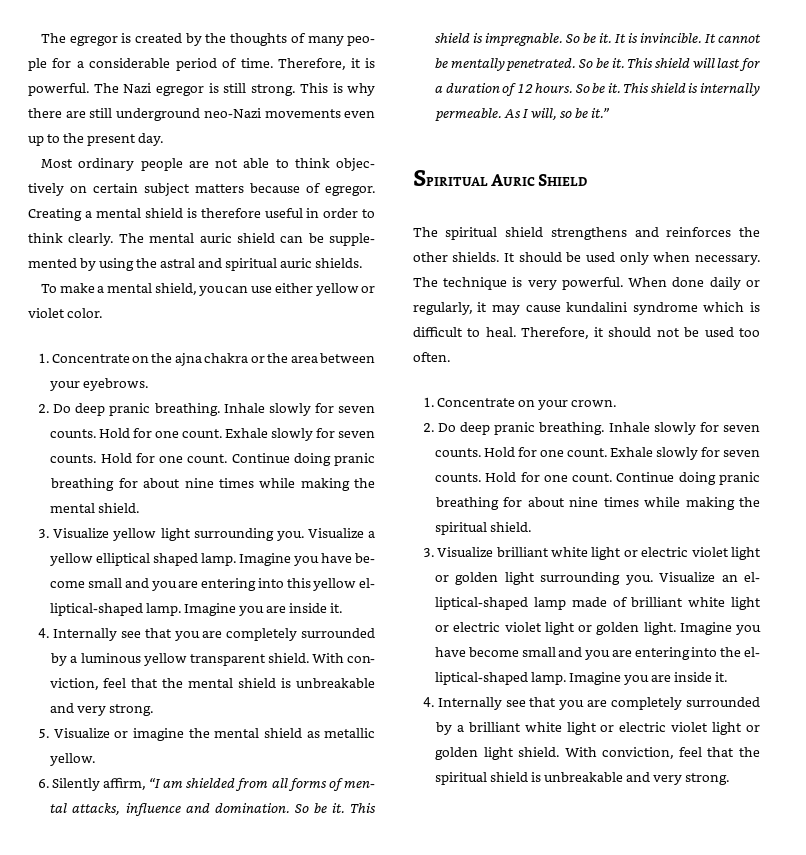 The egregor is created by the thoughts of many peo-
ple for a considerable period of time. Therefore, it is
powerful. The Nazi egregor is still strong. This is why
there are still underground neo-Nazi movements even
up to the present day.
Most ordinary people are not able to think objec-
tively on certain subject matters because of egregor.
Creating a mental shield is therefore useful in order to
think clearly. The mental auric shield can be supple-
mented by using the astral and spiritual auric shields.
To make a mental shield, you can use either yellow or
violet color.
1. Concentrate on the ajna chakra or the area between
your eyebrows.
2. Do deep pranic breathing. Inhale slowly for seven
counts. Hold for one count. Exhale slowly for seven
counts. Hold for one count. Continue doing pranic
breathing for about nine times while making the
mental shield.
3. Visualize yellow light surrounding you. Visualize a
yellow elliptical shaped lamp. Imagine you have be-
come small and you are entering into this yellow el-
liptical-shaped lamp. Imagine you are inside it.
4. Internally see that you are completely surrounded
by a luminous yellow transparent shield. With con-
viction, feel that the mental shield is unbreakable
and very strong.
5. Visualize or imagine the mental shield as metallic
yellow.
6. Silently affirm, “I am shielded from all forms of men-
tal attacks, influence and domination. So be it. This
shield is impregnable. So be it. It is invincible. It cannot
be mentally penetrated. So be it. This shield will last for
a duration of 12 hours. So be it. This shield is internally
permeable. As I will, so be it.”
Spiritual Auric Shield
The spiritual shield strengthens and reinforces the
other shields. It should be used only when necessary.
The technique is very powerful. When done daily or
regularly, it may cause kundalini syndrome which is
difficult to heal. Therefore, it should not be used too
often.
1. Concentrate on your crown.
2. Do deep pranic breathing. Inhale slowly for seven
counts. Hold for one count. Exhale slowly for seven
counts. Hold for one count. Continue doing pranic
breathing for about nine times while making the
spiritual shield.
3. Visualize brilliant white light or electric violet light
or golden light surrounding you. Visualize an el-
liptical-shaped lamp made of brilliant white light
or electric violet light or golden light. Imagine you
have become small and you are entering into the el-
liptical-shaped lamp. Imagine you are inside it.
4. Internally see that you are completely surrounded
by a brilliant white light or electric violet light or
golden light shield. With conviction, feel that the
spiritual shield is unbreakable and very strong.